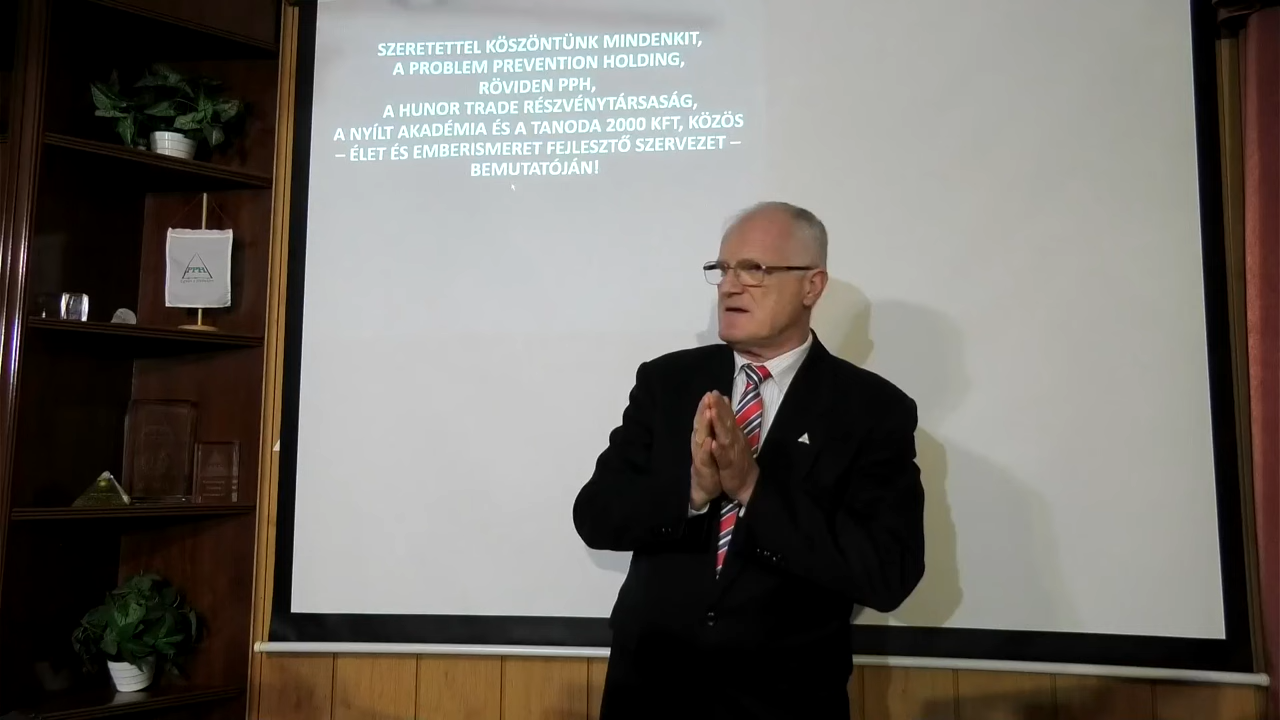 SZERETETTEL KÖSZÖNTÜNK MINDENKIT,
A PROBLEM PREVENTION HOLDING,
RÖVIDEN PPH,
A HUNOR TRADE RÉSZVÉNYTÁRSASÁG,
A NYÍLT AKADÉMIA ÉS A TANODA 2000 KFT, KÖZÖS
– ÉLET ÉS EMBERISMERET FEJLESZTŐ SZERVEZET –
BEMUTATÓJÁN!
PPH